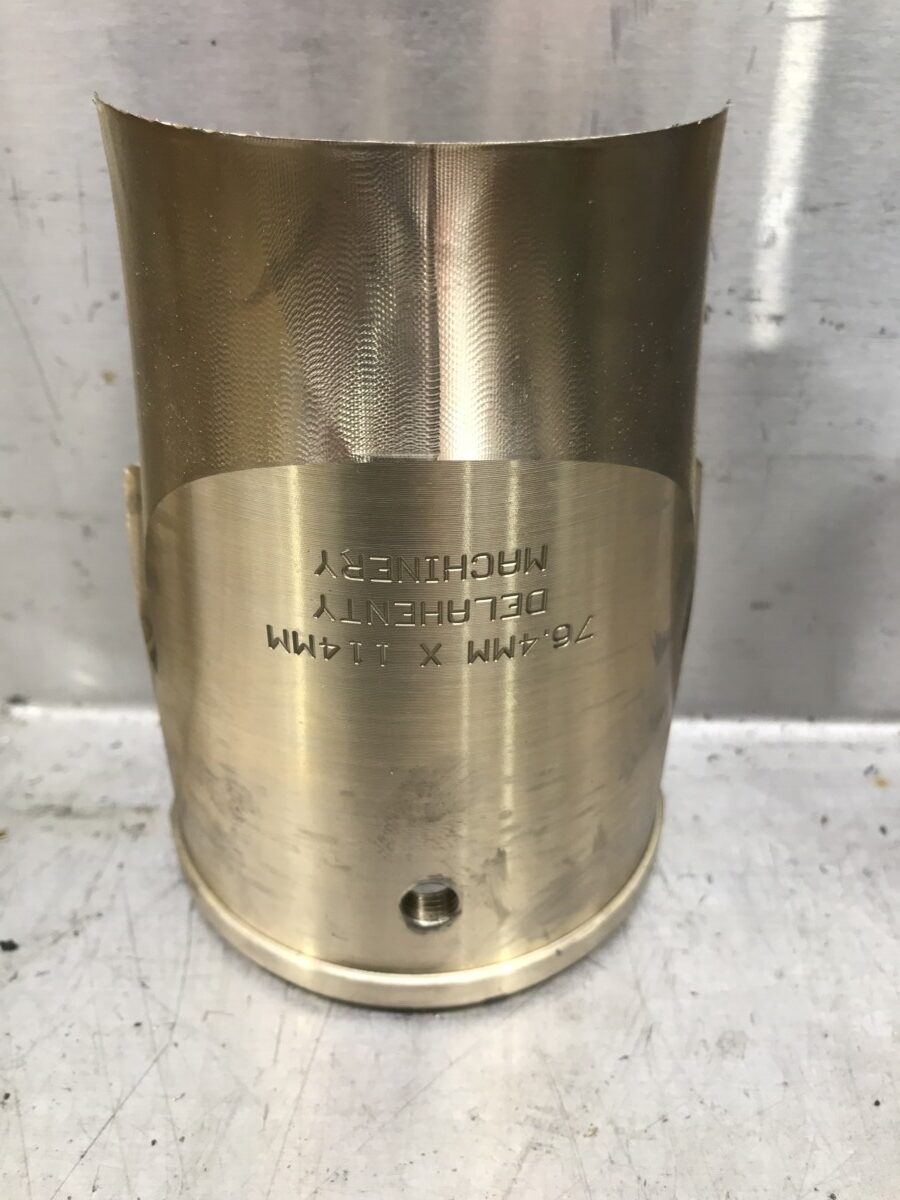 76.4MM X 114MM
DELAHENTY
MACHINERY